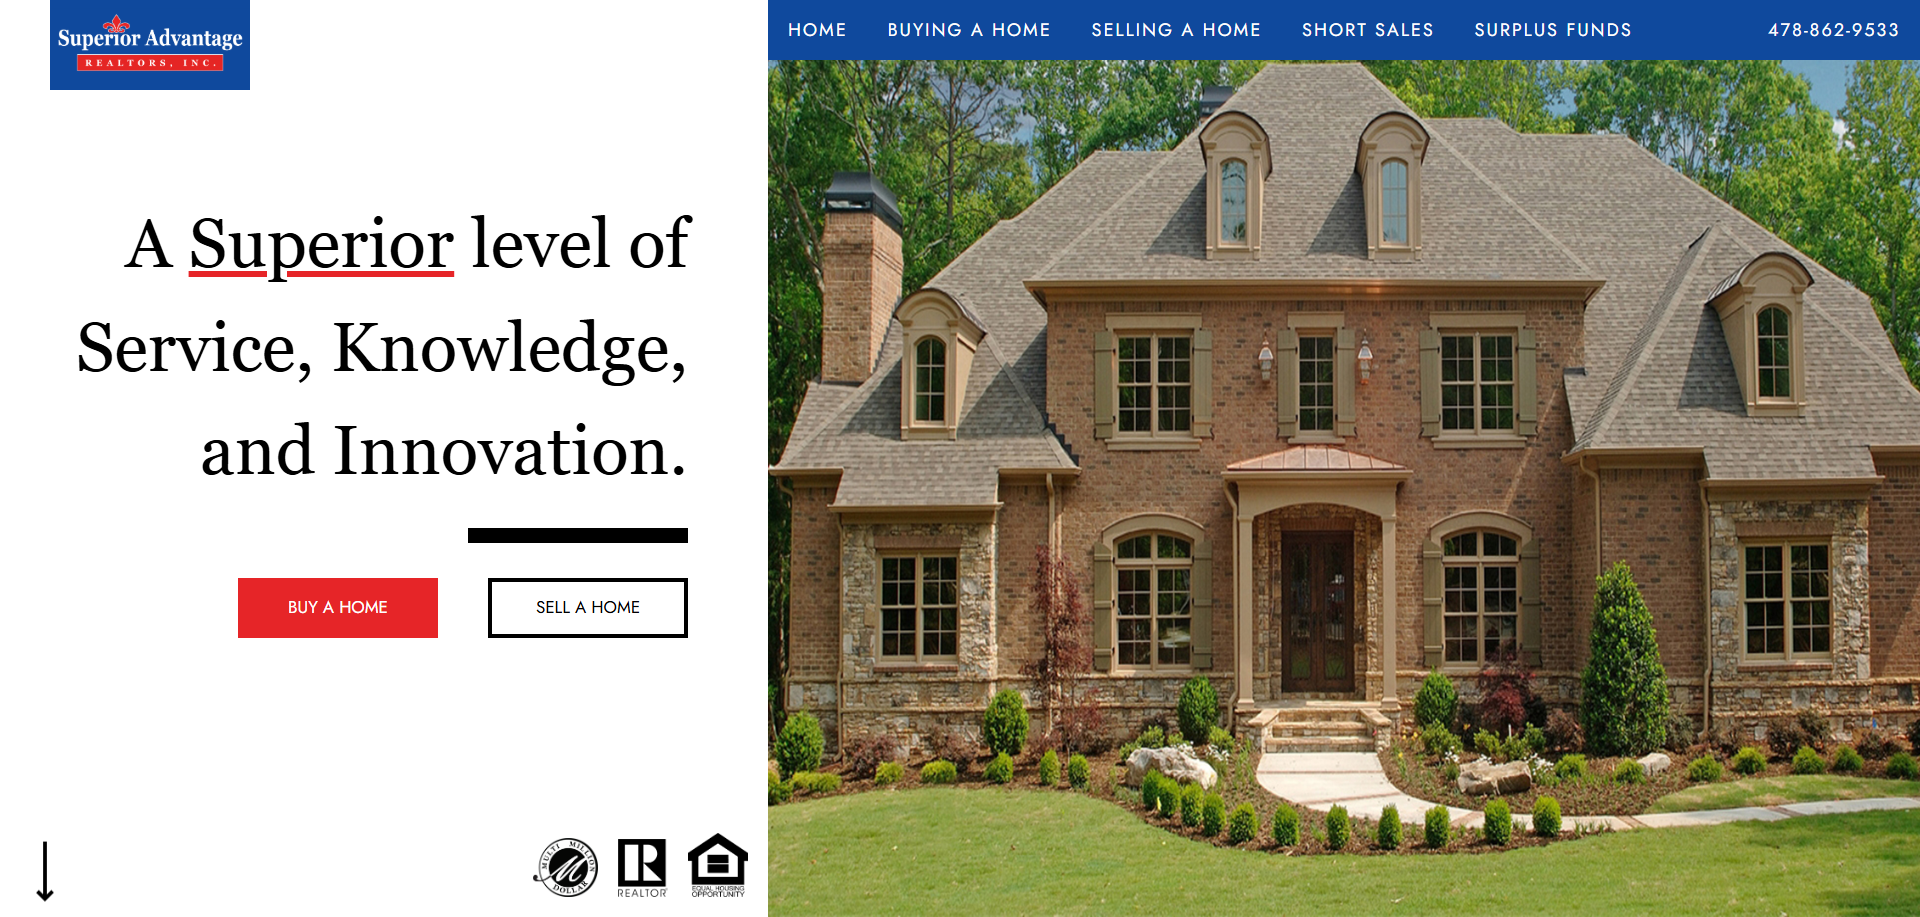 Superior Advantage
REALTORS, INC.
HOME
BUYING A HOME
SELLING A HOME
SHORT SALES
SURPLUS FUNDS
478-862-9533
A Superior level of
Service, Knowledge,
and Innovation.
BUY A HOME
SELL A HOME
MULTI MILLION
DOLLAR
REALTOR
EQUAL HOUSING
OPPORTUNITY